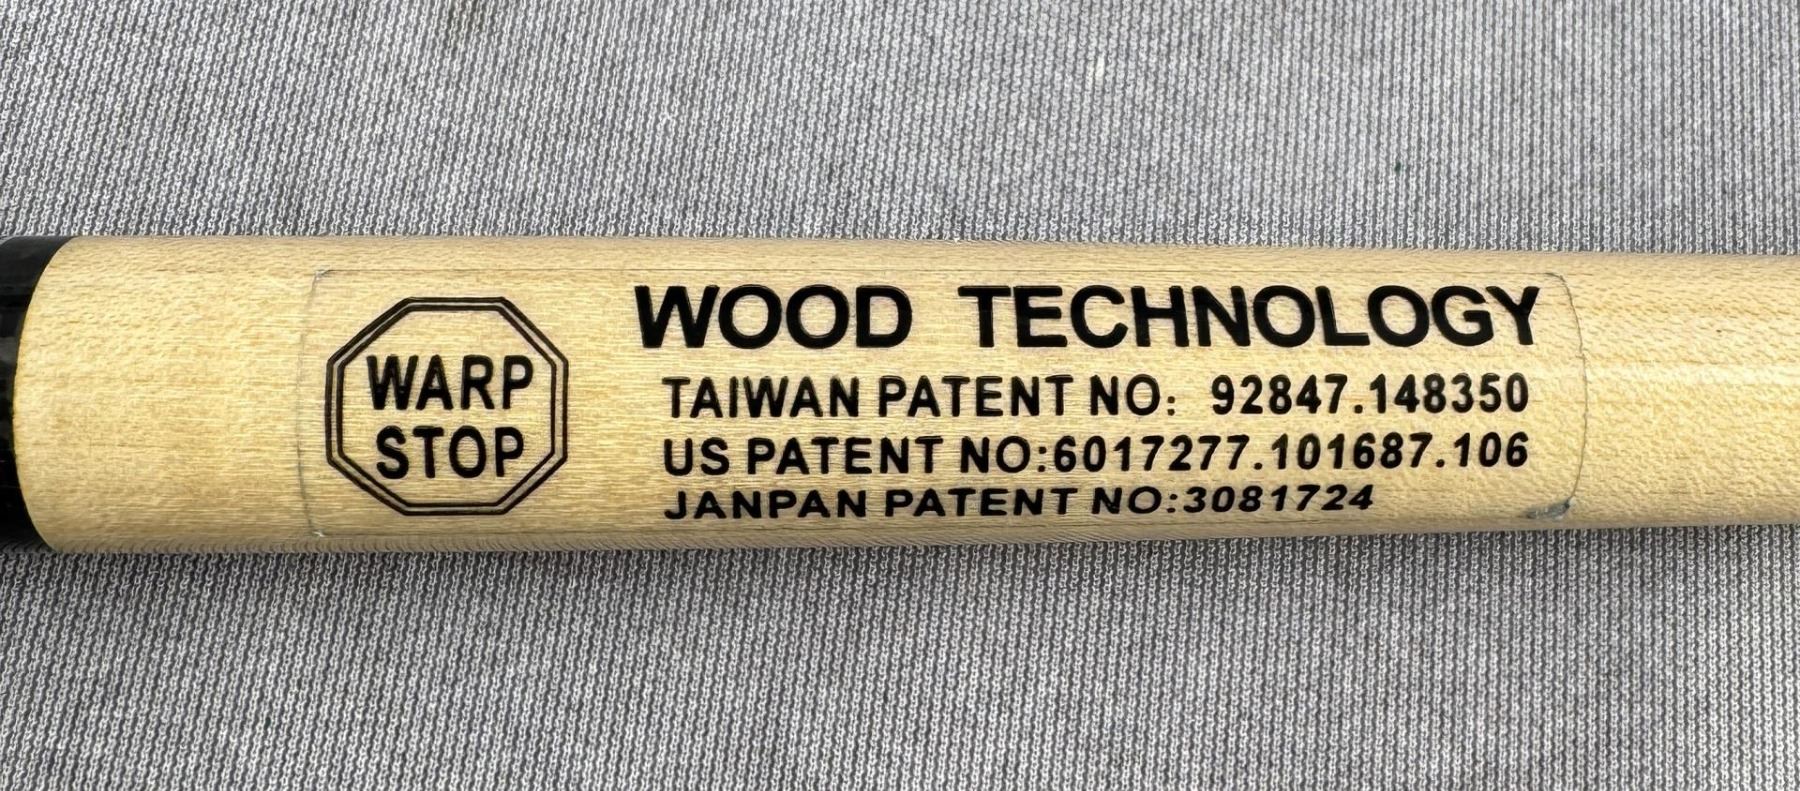 WARP
STOP
WOOD TECHNOLOGY
TAIWAN PATENT NO: 92847.148350
US PATENT NO:6017277.101687.106
JANPAN PATENT NO:3081724